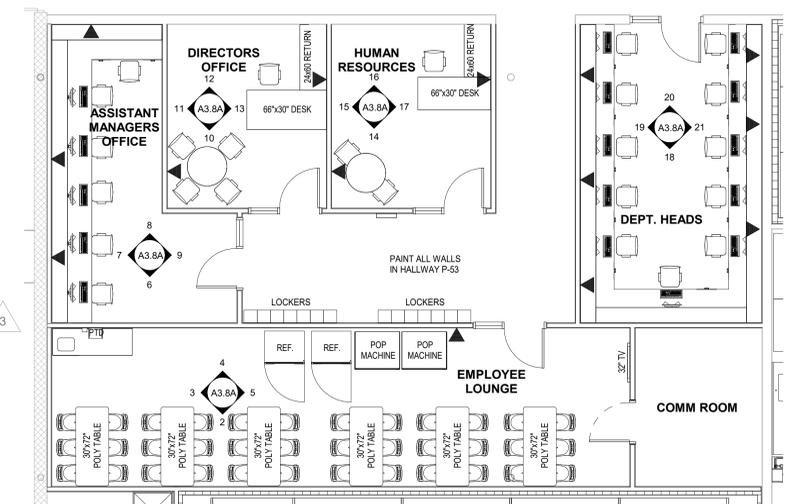 DIRECTORS
OFFICE
12
11 A3.8A 13
10
24x60 RETURN
66"x30" DESK
HUMAN
RESOURCES
16
15 A3.8A 17
14
24x60 RETURN
66"x30" DESK
ASSISTANT
MANAGERS
OFFICE
8
7 A3.8A 9
6
20
19 A3.8A 21
18
DEPT. HEADS
PAINT ALL WALLS
IN HALLWAY P-53
LOCKERS
LOCKERS
3
PTD
REF.
REF.
POP
MACHINE
POP
MACHINE
32" TV
EMPLOYEE
LOUNGE
COMM ROOM
4
3 A3.8A 5
2
30"x72"
POLY TABLE
30"x72"
POLY TABLE
30"x72"
POLY TABLE
30"x72"
POLY TABLE
30"x72"
POLY TABLE
30"x72"
POLY TABLE